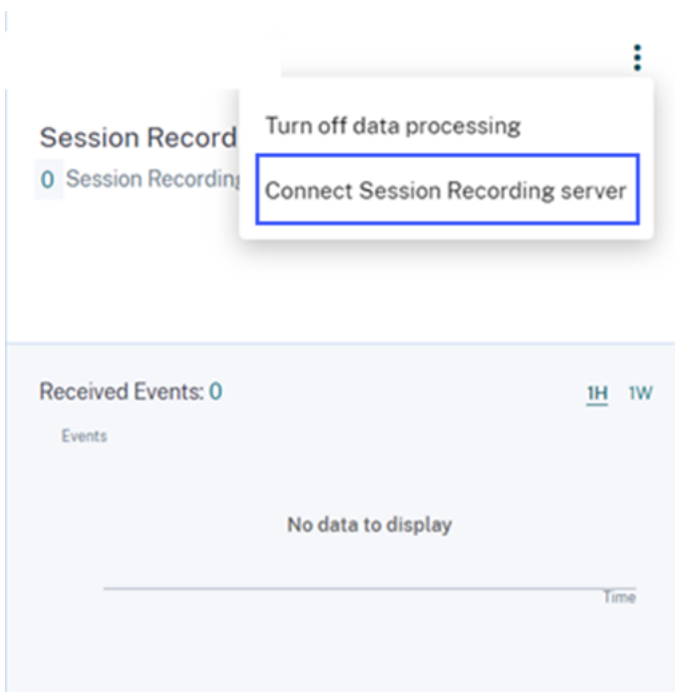 Turn off data processing
Session Record
0 Session Recording
Connect Session Recording server
Received Events: 0
1H 1W
Events
No data to display
Time